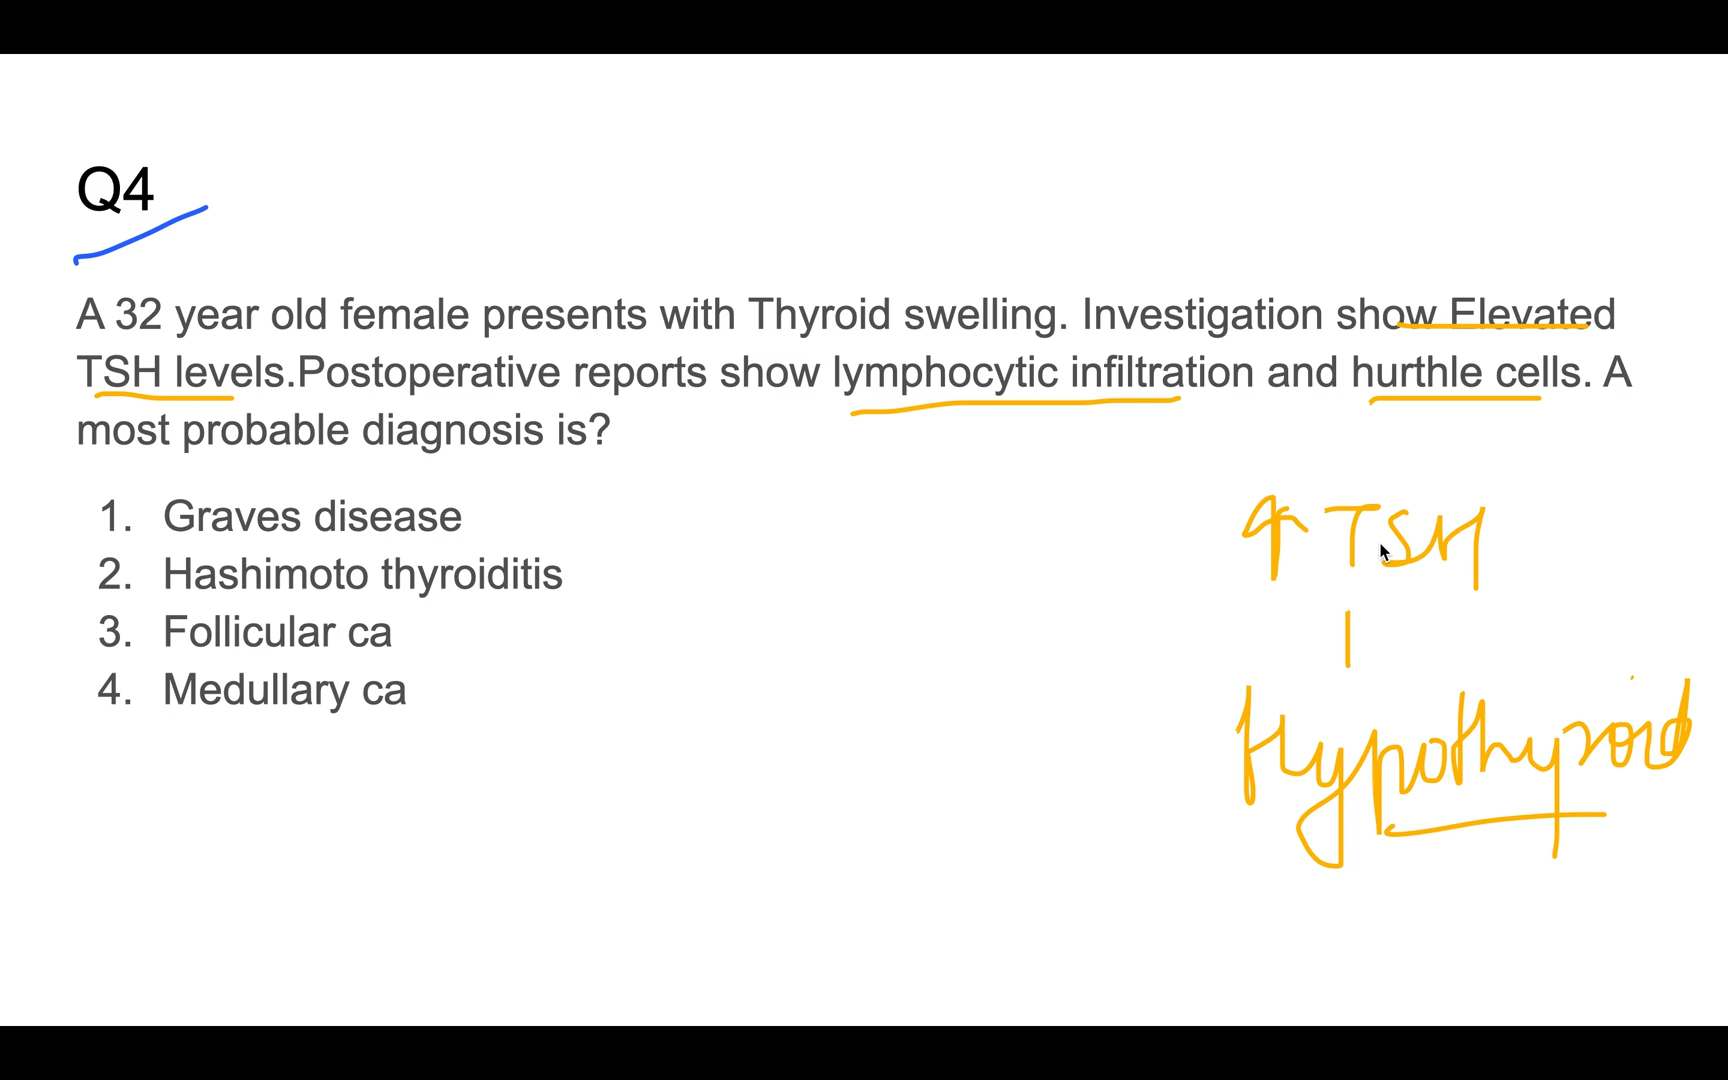 Q4
A 32 year old female presents with Thyroid swelling. Investigation show Elevated
TSH levels.Postoperative reports show lymphocytic infiltration and hurthle cells. A
most probable diagnosis is?
1. Graves disease
2. Hashimoto thyroiditis
3. Follicular ca
4. Medullary ca
↑ TSH
Hypothyroid